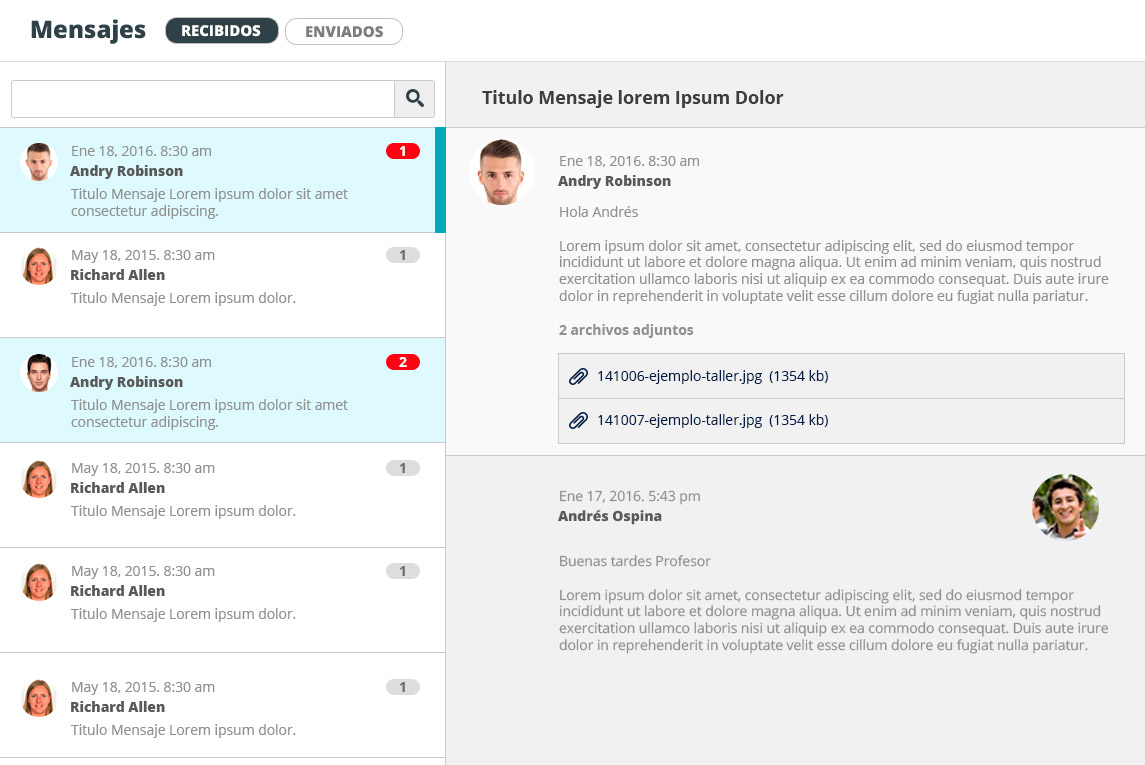 Mensajes RECIBIDOS ENVIADOS
Ene 18, 2016. 8:30 am 1
Andry Robinson
Titulo Mensaje Lorem ipsum dolor sit amet
consectetur adipiscing.
May 18, 2015. 8:30 am 1
Richard Allen
Titulo Mensaje Lorem ipsum dolor.
Ene 18, 2016. 8:30 am 2
Andry Robinson
Titulo Mensaje Lorem ipsum dolor sit amet
consectetur adipiscing.
May 18, 2015. 8:30 am 1
Richard Allen
Titulo Mensaje Lorem ipsum dolor.
May 18, 2015. 8:30 am 1
Richard Allen
Titulo Mensaje Lorem ipsum dolor.
May 18, 2015. 8:30 am 1
Richard Allen
Titulo Mensaje Lorem ipsum dolor.
Titulo Mensaje lorem Ipsum Dolor
Ene 18, 2016. 8:30 am
Andry Robinson
Hola Andrés
Lorem ipsum dolor sit amet, consectetur adipiscing elit, sed do eiusmod tempor
incididunt ut labore et dolore magna aliqua. Ut enim ad minim veniam, quis nostrud
exercitation ullamco laboris nisi ut aliquip ex ea commodo consequat. Duis aute irure
dolor in reprehenderit in voluptate velit esse cillum dolore eu fugiat nulla pariatur.
2 archivos adjuntos
141006-ejemplo-taller.jpg (1354 kb)
141007-ejemplo-taller.jpg (1354 kb)
Ene 17, 2016. 5:43 pm
Andrés Ospina
Buenas tardes Profesor
Lorem ipsum dolor sit amet, consectetur adipiscing elit, sed do eiusmod tempor
incididunt ut labore et dolore magna aliqua. Ut enim ad minim veniam, quis nostrud
exercitation ullamco laboris nisi ut aliquip ex ea commodo consequat. Duis aute irure
dolor in reprehenderit in voluptate velit esse cillum dolore eu fugiat nulla pariatur.